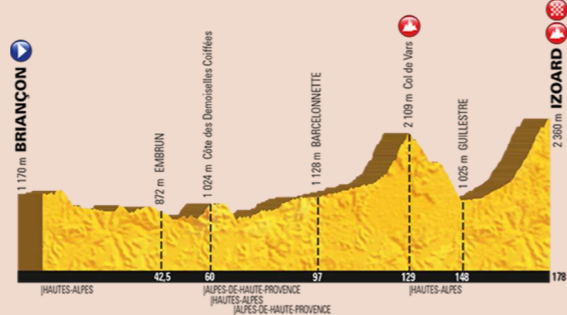 1 170 m BRIANÇON
872 m EMBRUN
1 024 m Côte des Demoiselles Coiffées
1 128 m BARCELONNETTE
2 109 m Col de Vars
1 025 m GUILLESTRE
2 360 m IZOARD
42,5 60 97 129 148 178
|HAUTES-ALPES |ALPES-DE-HAUTE-PROVENCE |HAUTES-ALPES
|HAUTES-ALPES
|ALPES-DE-HAUTE-PROVENCE